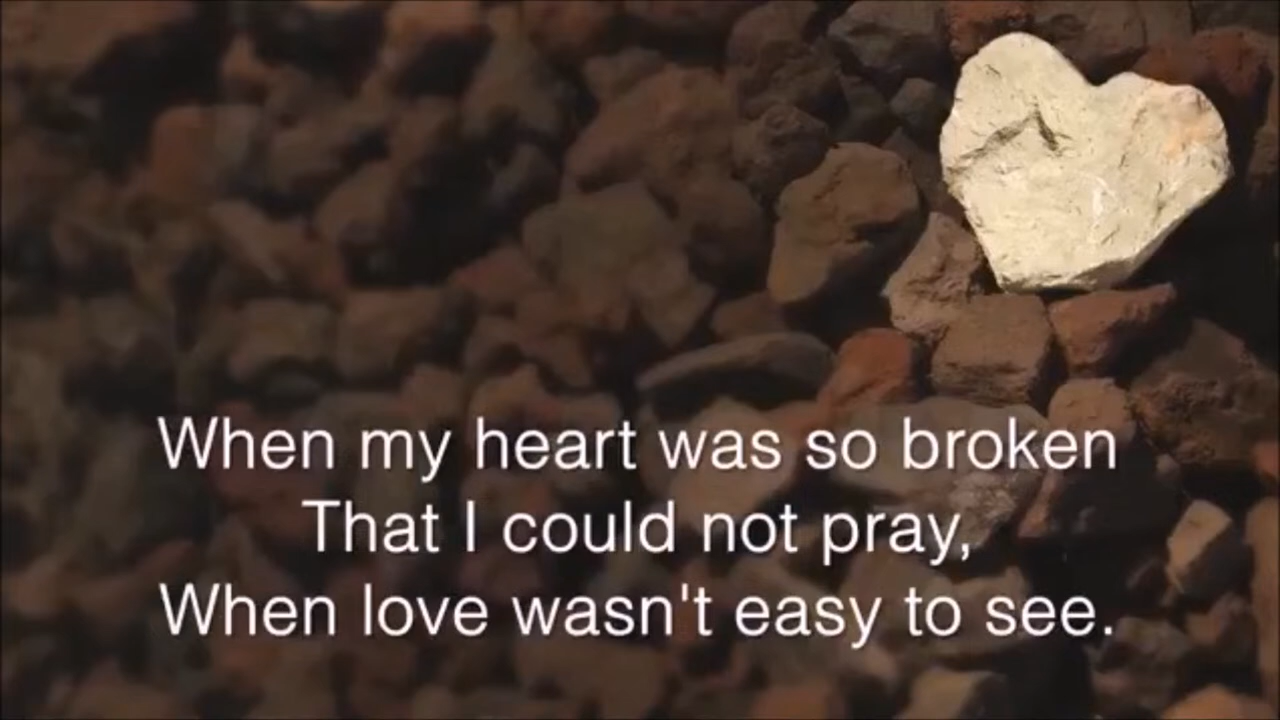 When my heart was so broken
That I could not pray,
When love wasn't easy to see.